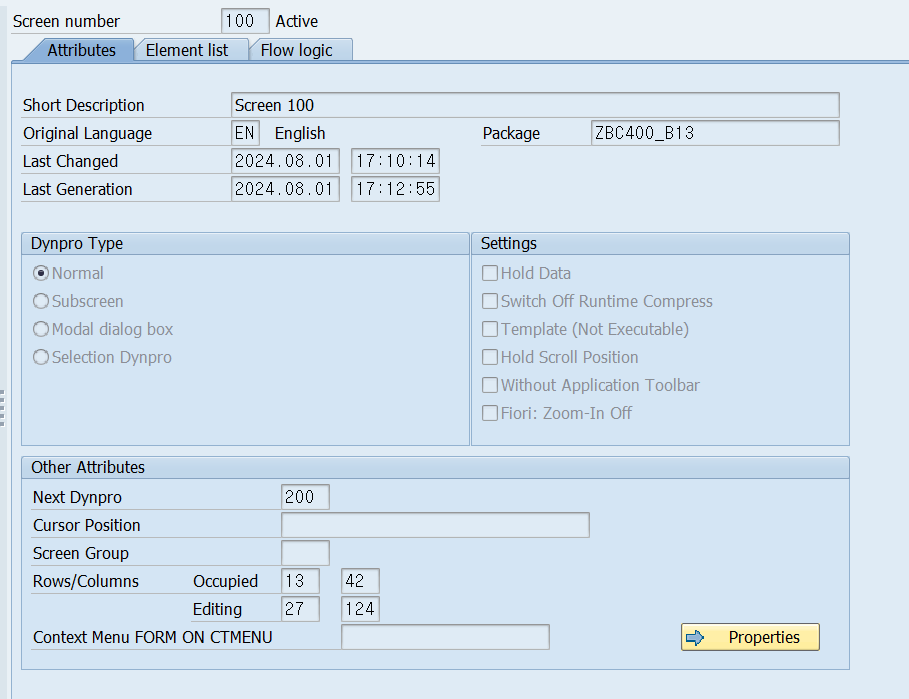 Screen number 100 Active
Attributes Element list Flow logic
Short Description Screen 100
Original Language EN English Package ZBC400_B13
Last Changed 2024.08.01 17:10:14
Last Generation 2024.08.01 17:12:55
Dynpro Type
Normal
Subscreen
Modal dialog box
Selection Dynpro
Settings
Hold Data
Switch Off Runtime Compress
Template (Not Executable)
Hold Scroll Position
Without Application Toolbar
Fiori: Zoom-In Off
Other Attributes
Next Dynpro 200
Cursor Position
Screen Group
Rows/Columns Occupied 13 42
Editing 27 124
Context Menu FORM ON CTMENU
Properties